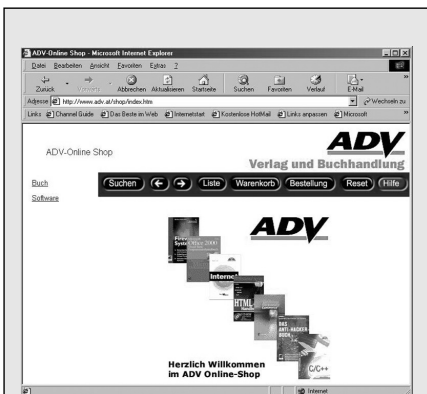 ADV-Online Shop - Microsoft Internet Explorer
Datei Bearbeiten Ansicht Favoriten Extras ?
Zurück Vorwärts Abbrechen Aktualisieren Startseite Suchen Favoriten Verlauf E-Mail »
Adresse http://www.adv.at/shop/index.htm Wechseln zu
Links Channel Guide Das Beste im Web Internetstart Kostenlose HotMail Links anpassen Microsoft »
ADV-Online Shop
ADV
Verlag und Buchhandlung
Buch
Software
Suchen Liste Warenkorb Bestellung Reset Hilfe
ADV
Office 2000
Internet
HTML
DAS
ANTI-HACKER-
BUCH
C/C++
Herzlich Willkommen
im ADV Online-Shop
Internet